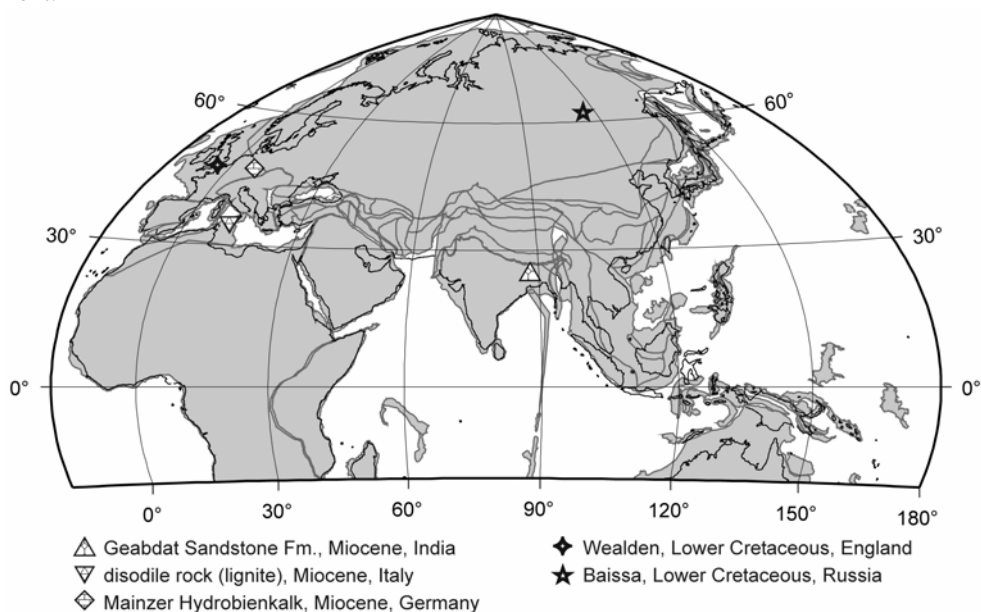 60°
60°
30°
30°
0°
0°
0°
30°
60°
90°
120°
150°
180°
Geabdat Sandstone Fm., Miocene, India
disodile rock (lignite), Miocene, Italy
Mainzer Hydrobienkalk, Miocene, Germany
Wealden, Lower Cretaceous, England
Baissa, Lower Cretaceous, Russia